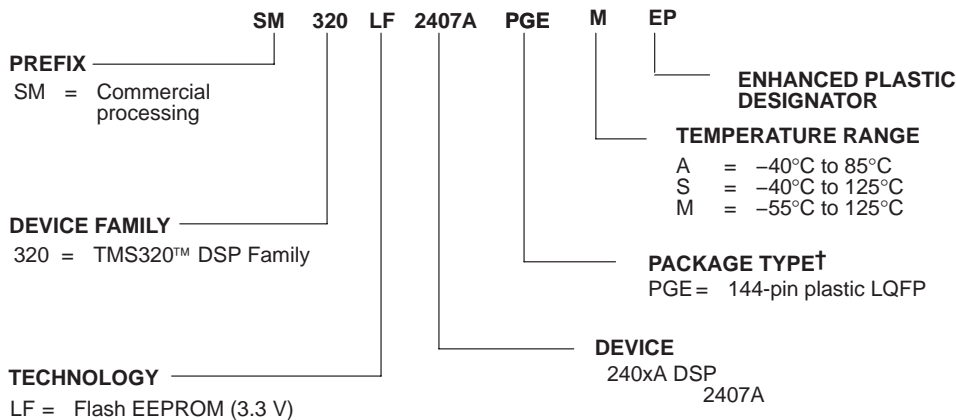 SM 320 LF 2407A PGE M EP
PREFIX
SM = Commercial
processing
ENHANCED PLASTIC
DESIGNATOR
TEMPERATURE RANGE
A = −40°C to 85°C
S = −40°C to 125°C
M = −55°C to 125°C
DEVICE FAMILY
320 = TMS320™ DSP Family
PACKAGE TYPE†
PGE = 144-pin plastic LQFP
DEVICE
240xA DSP
2407A
TECHNOLOGY
LF = Flash EEPROM (3.3 V)